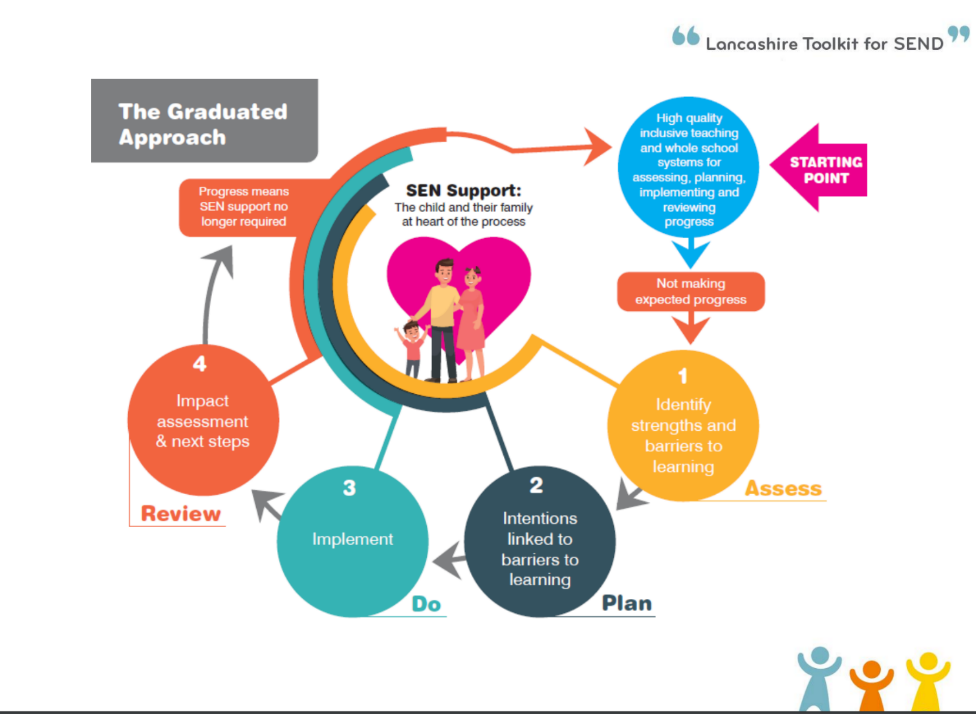 “ Lancashire Toolkit for SEND ”
The Graduated
Approach
High quality
inclusive teaching
and whole school
systems for
assessing, planning,
implementing and
reviewing
progress
STARTING
POINT
Progress means
SEN support no
longer required
SEN Support:
The child and their family
at heart of the process
Not making
expected progress
1
Identify
strengths and
barriers to
learning
Assess
2
Intentions
linked to
barriers to
learning
Plan
3
Implement
Do
4
Impact
assessment
& next steps
Review